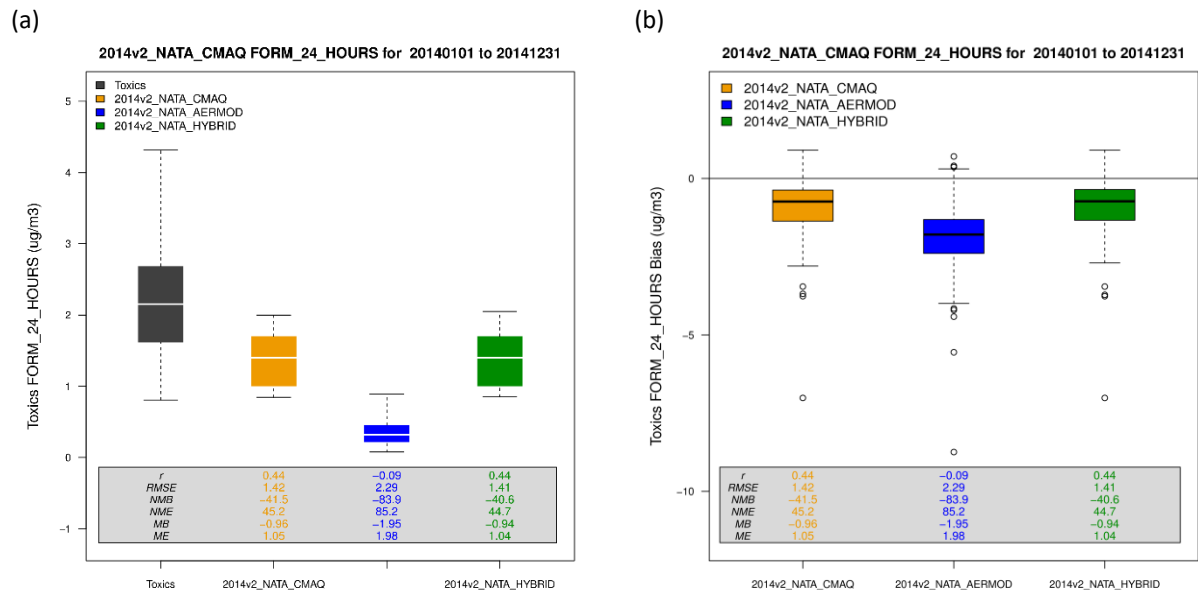 (a)
2014v2_NATA_CMAQ FORM_24_HOURS for 20140101 to 20141231
Toxics
2014v2_NATA_CMAQ
2014v2_NATA_AERMOD
2014v2_NATA_HYBRID
Toxics FORM_24_HOURS (ug/m3)
5
4
3
2
1
0
−1
r 0.44 −0.09 0.44
RMSE 1.42 2.29 1.41
NMB −41.5 −83.9 −40.6
NME 45.2 85.2 44.7
MB −0.96 −1.95 −0.94
ME 1.05 1.98 1.04
Toxics 2014v2_NATA_CMAQ 2014v2_NATA_HYBRID
(b)
2014v2_NATA_CMAQ FORM_24_HOURS for 20140101 to 20141231
2014v2_NATA_CMAQ
2014v2_NATA_AERMOD
2014v2_NATA_HYBRID
Toxics FORM_24_HOURS Bias (ug/m3)
0
−5
−10
r 0.44 −0.09 0.44
RMSE 1.42 2.29 1.41
NMB −41.5 −83.9 −40.6
NME 45.2 85.2 44.7
MB −0.96 −1.95 −0.94
ME 1.05 1.98 1.04
2014v2_NATA_CMAQ 2014v2_NATA_AERMOD 2014v2_NATA_HYBRID